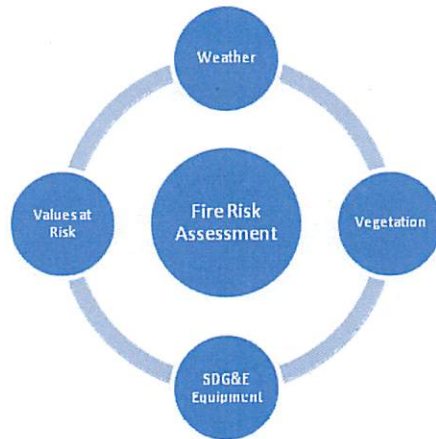 Weather
Values at
Risk
Fire Risk
Assessment
Vegetation
SDG&E
Equipment